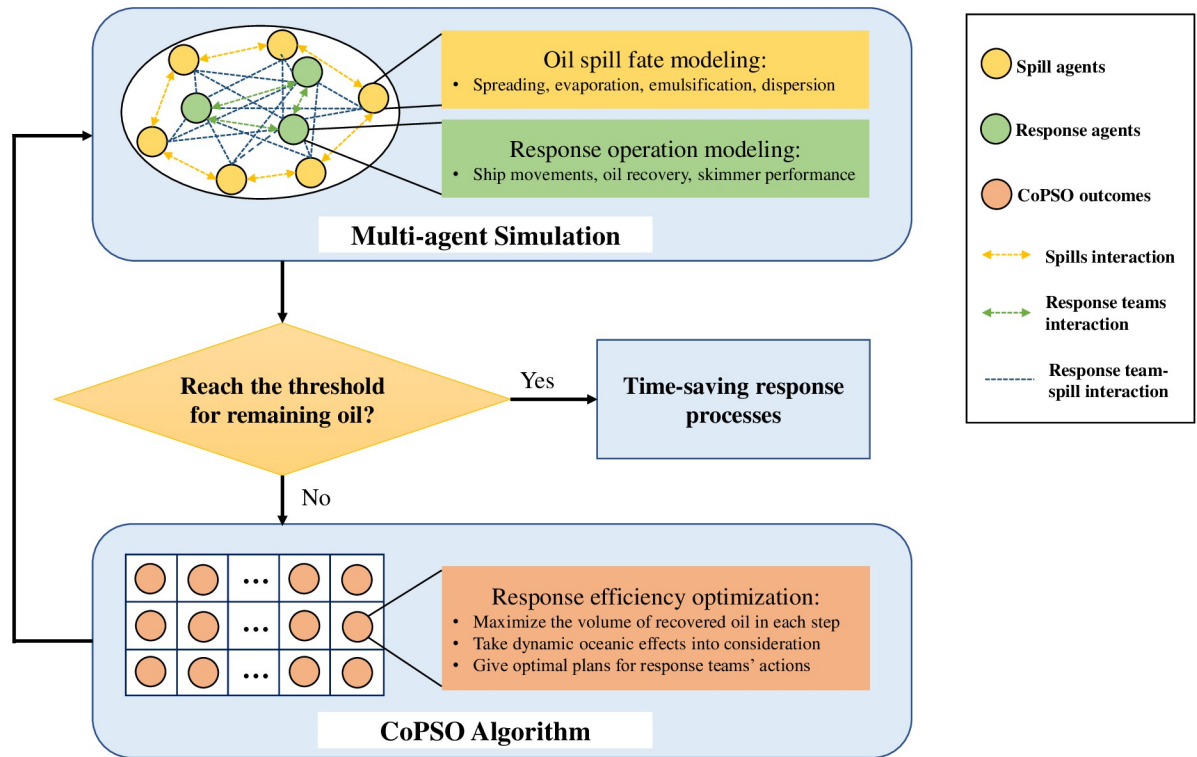 Oil spill fate modeling:
• Spreading, evaporation, emulsification, dispersion
Response operation modeling:
• Ship movements, oil recovery, skimmer performance
Multi-agent Simulation
Reach the threshold
for remaining oil?
Yes
Time-saving response
processes
No
...
...
...
Response efficiency optimization:
• Maximize the volume of recovered oil in each step
• Take dynamic oceanic effects into consideration
• Give optimal plans for response teams’ actions
CoPSO Algorithm
Spill agents
Response agents
CoPSO outcomes
Spills interaction
Response teams
interaction
Response team-
spill interaction